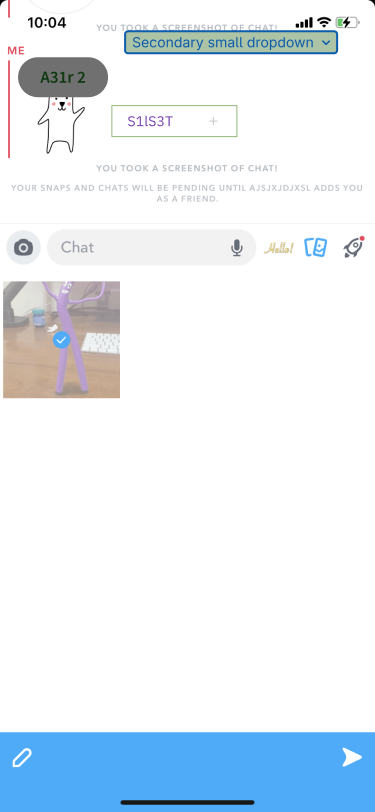 10:04
YOU TOOK A SCREENSHOT OF CHAT!
Secondary small dropdown
ME
A31r 2
S1lS3T
YOU TOOK A SCREENSHOT OF CHAT!
YOUR SNAPS AND CHATS WILL BE PENDING UNTIL AJSJXJDJXSL ADDS YOU
AS A FRIEND.
Chat
Hello!